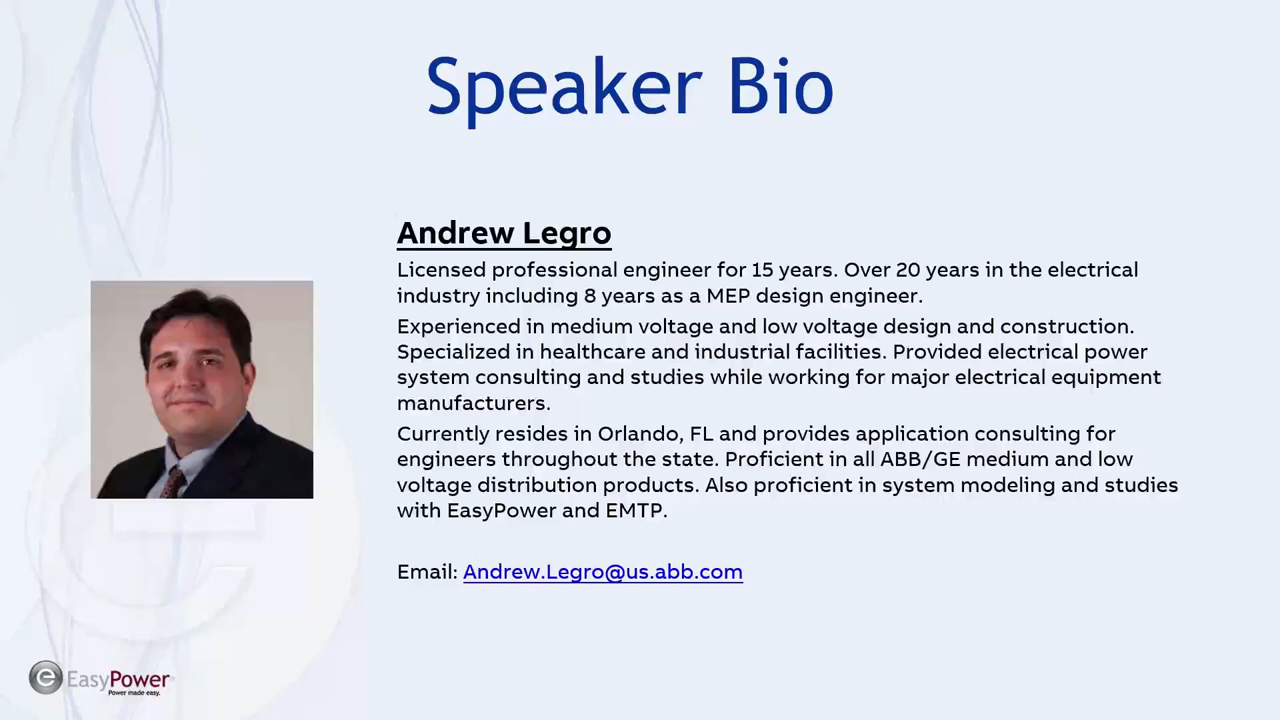 Speaker Bio
Andrew Legro
Licensed professional engineer for 15 years. Over 20 years in the electrical
industry including 8 years as a MEP design engineer.
Experienced in medium voltage and low voltage design and construction.
Specialized in healthcare and industrial facilities. Provided electrical power
system consulting and studies while working for major electrical equipment
manufacturers.
Currently resides in Orlando, FL and provides application consulting for
engineers throughout the state. Proficient in all ABB/GE medium and low
voltage distribution products. Also proficient in system modeling and studies
with EasyPower and EMTP.
Email: Andrew.Legro@us.abb.com
e EasyPower
Power made easy.